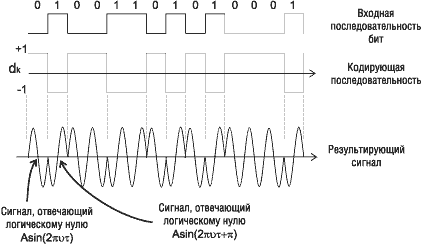 0 1 0 0 1 1 0 1 0 1 0 0 0 1
Входная
последовательность
бит
+1
dk
-1
Кодирующая
последовательность
Результирующий
сигнал
Сигнал, отвечающий
логическому нулю
Asin(2πυτ)
Сигнал, отвечающий
логическому нулю
Asin(2πυτ+π)